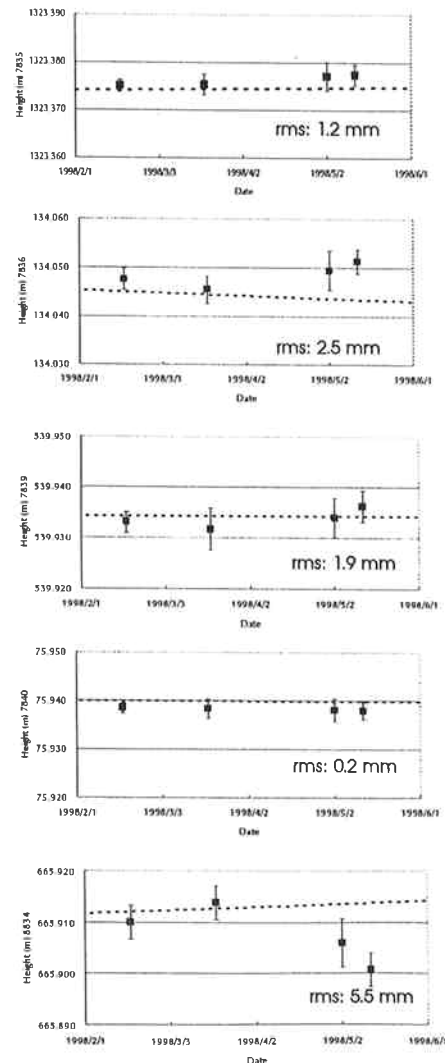 1323.390
1323.380
1323.370
1323.360
Height (m) 7835
rms: 1.2 mm
1998/2/1 1998/3/3 1998/4/2 1998/5/2 1998/6/1
Date
134.060
134.050
134.040
134.030
Height (m) 7836
rms: 2.5 mm
1998/2/1 1998/3/3 1998/4/2 1998/5/2 1998/6/1
Date
539.950
539.940
539.930
539.920
Height (m) 7839
rms: 1.9 mm
1998/2/1 1998/3/3 1998/4/2 1998/5/2 1998/6/1
Date
75.950
75.940
75.930
75.920
Height (m) 7840
rms: 0.2 mm
1998/2/1 1998/3/3 1998/4/2 1998/5/2 1998/6/1
Date
665.920
665.910
665.900
665.890
Height (m) 8834
rms: 5.5 mm
1998/2/1 1998/3/3 1998/4/2 1998/5/2 1998/6/1
Date